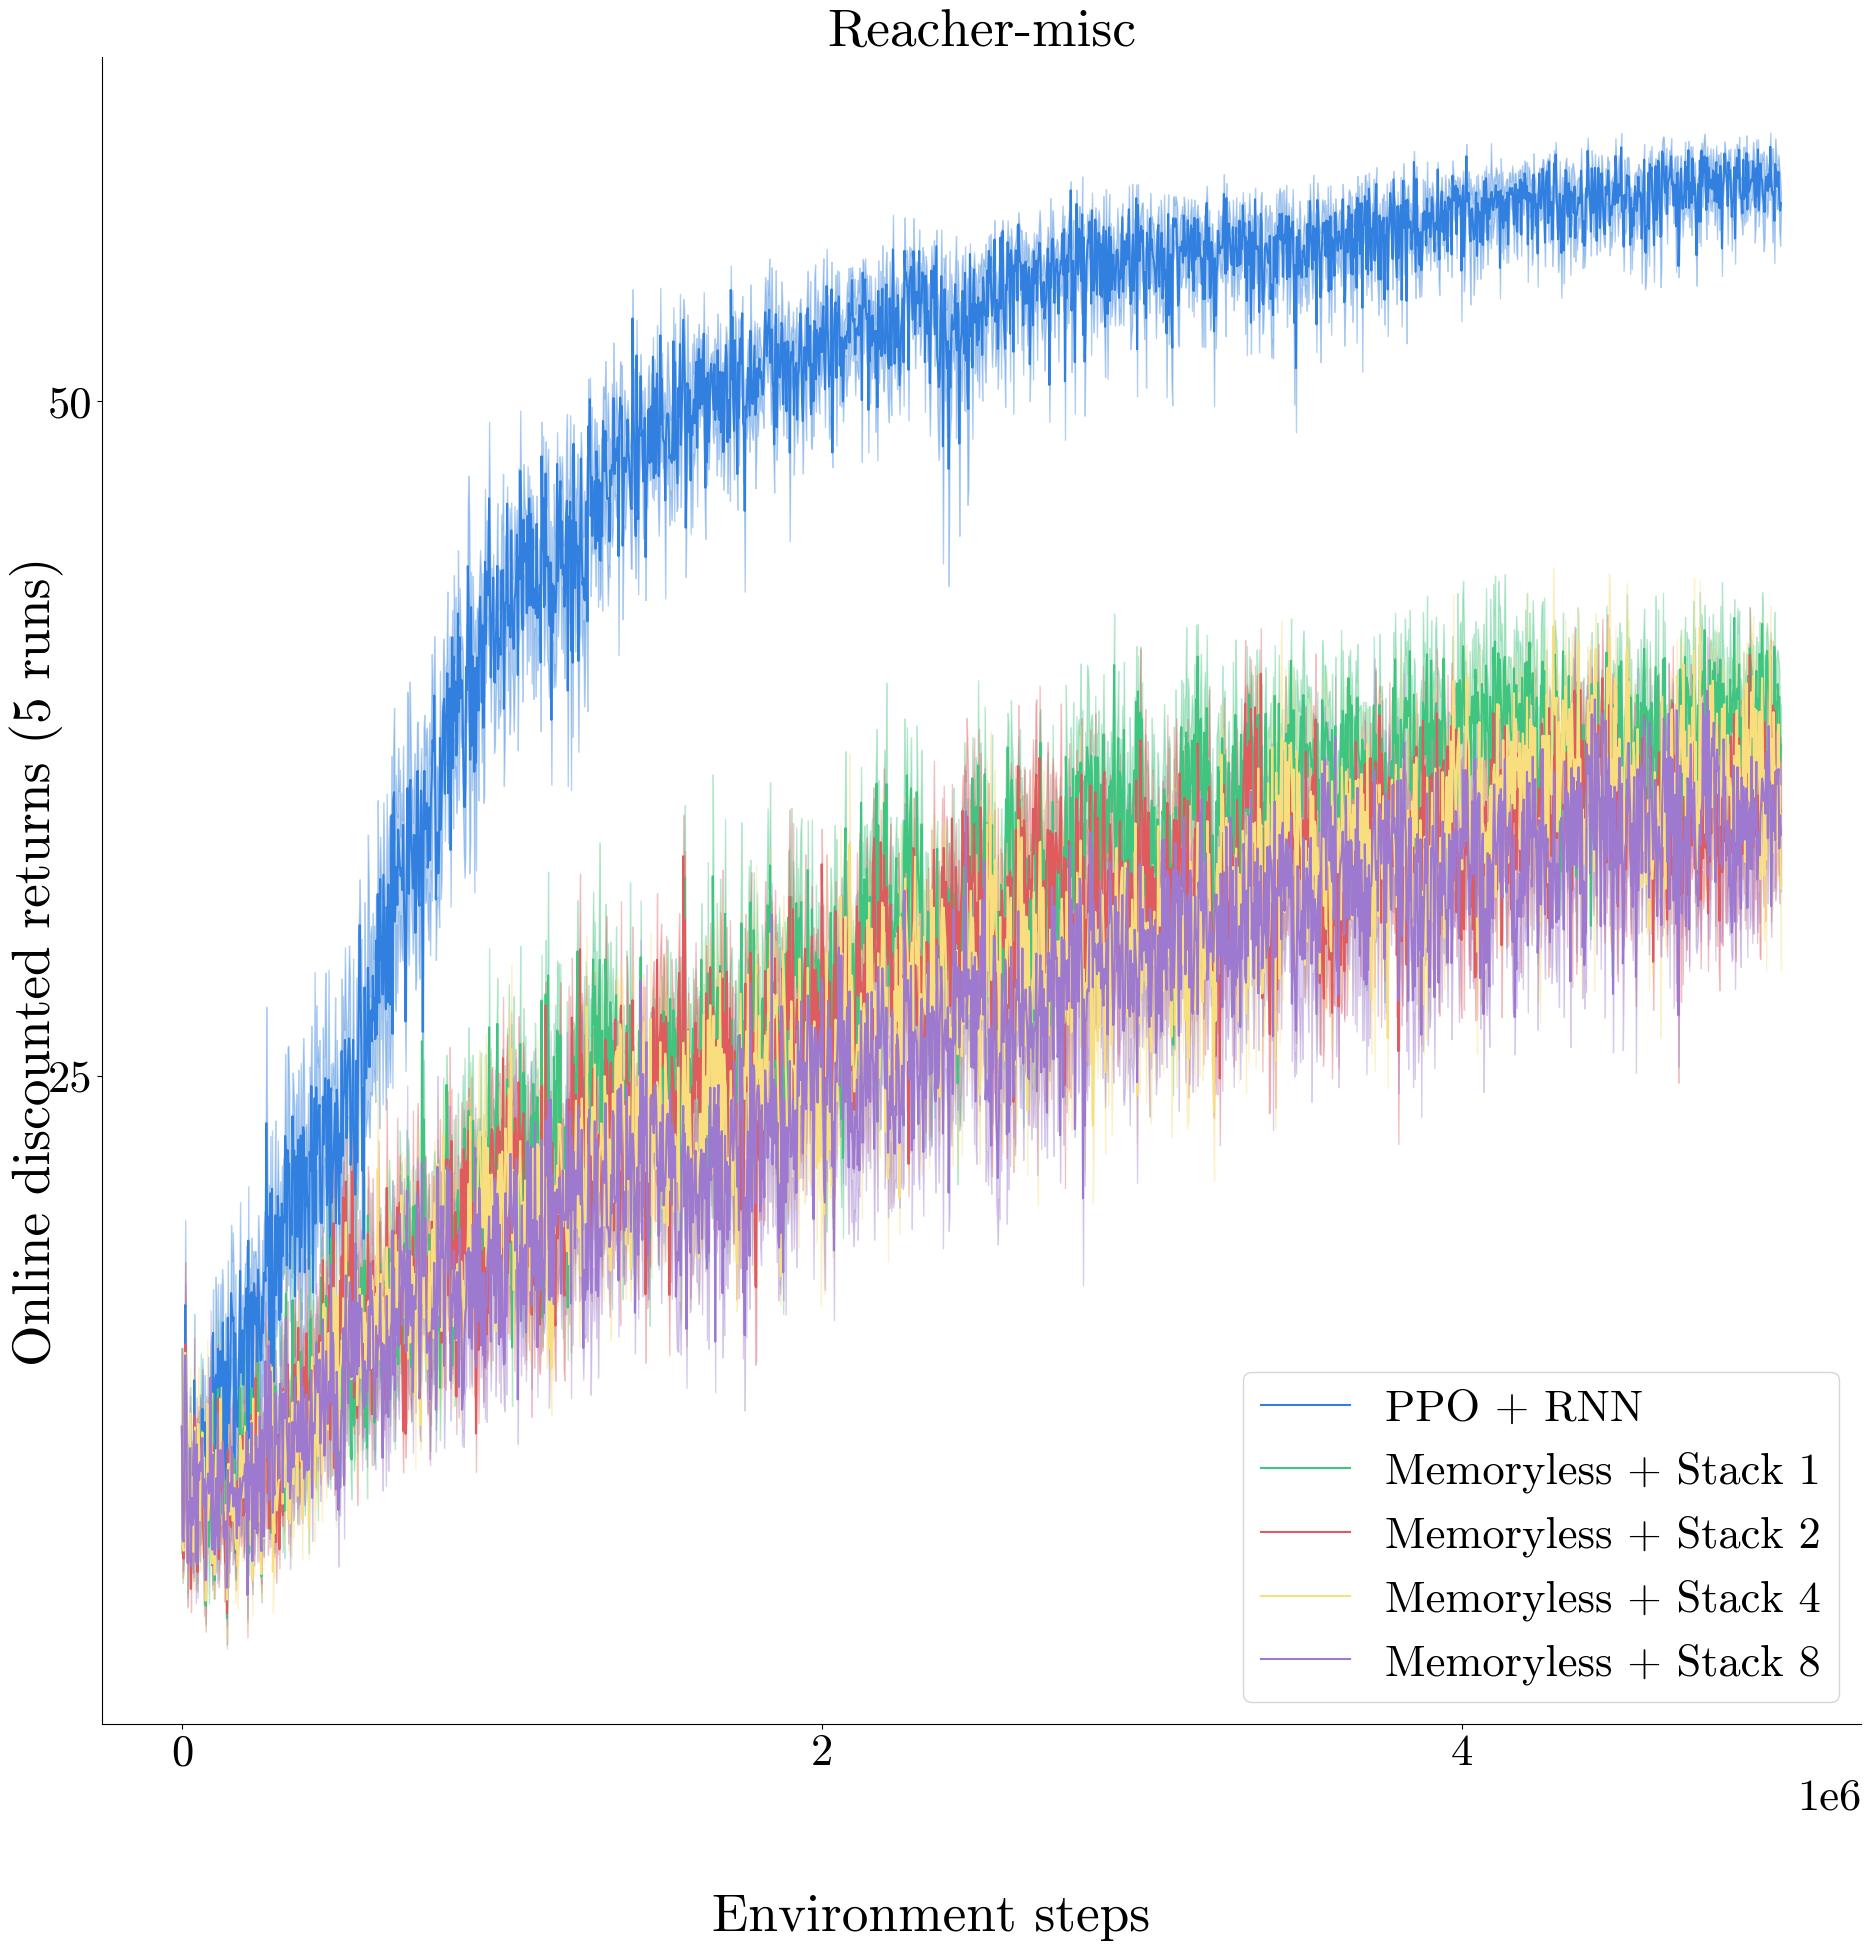 Reacher-misc
Online discounted returns (5 runs)
50
25
PPO + RNN
Memoryless + Stack 1
Memoryless + Stack 2
Memoryless + Stack 4
Memoryless + Stack 8
0 2 4
1e6
Environment steps